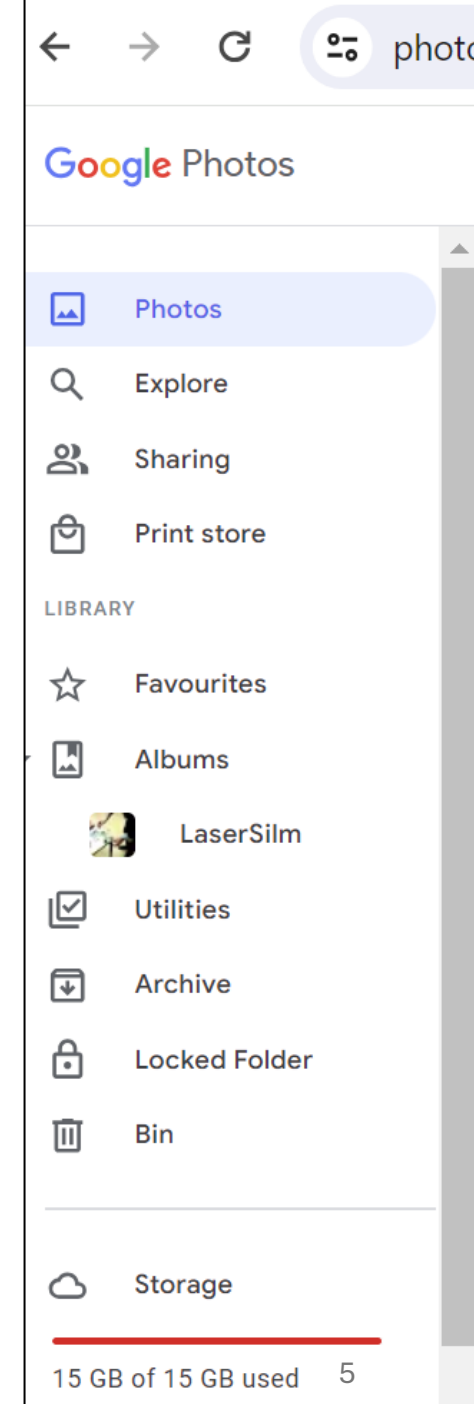 photo
Google Photos
Photos
Explore
Sharing
Print store
LIBRARY
Favourites
Albums
LaserSilm
Utilities
Archive
Locked Folder
Bin
Storage
15 GB of 15 GB used 5